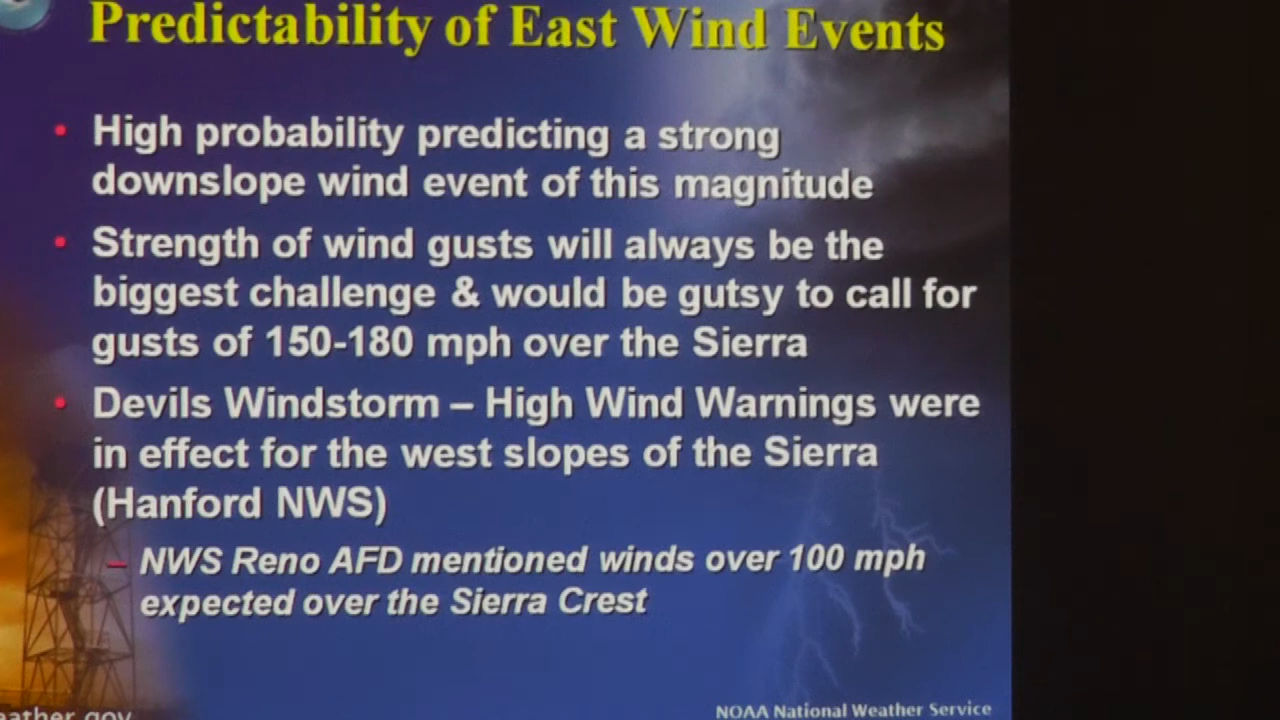 Predictability of East Wind Events
• High probability predicting a strong
downslope wind event of this magnitude
• Strength of wind gusts will always be the
biggest challenge & would be gutsy to call for
gusts of 150-180 mph over the Sierra
• Devils Windstorm – High Wind Warnings were
in effect for the west slopes of the Sierra
(Hanford NWS)
– NWS Reno AFD mentioned winds over 100 mph
expected over the Sierra Crest
eather.gov
NOAA National Weather Service